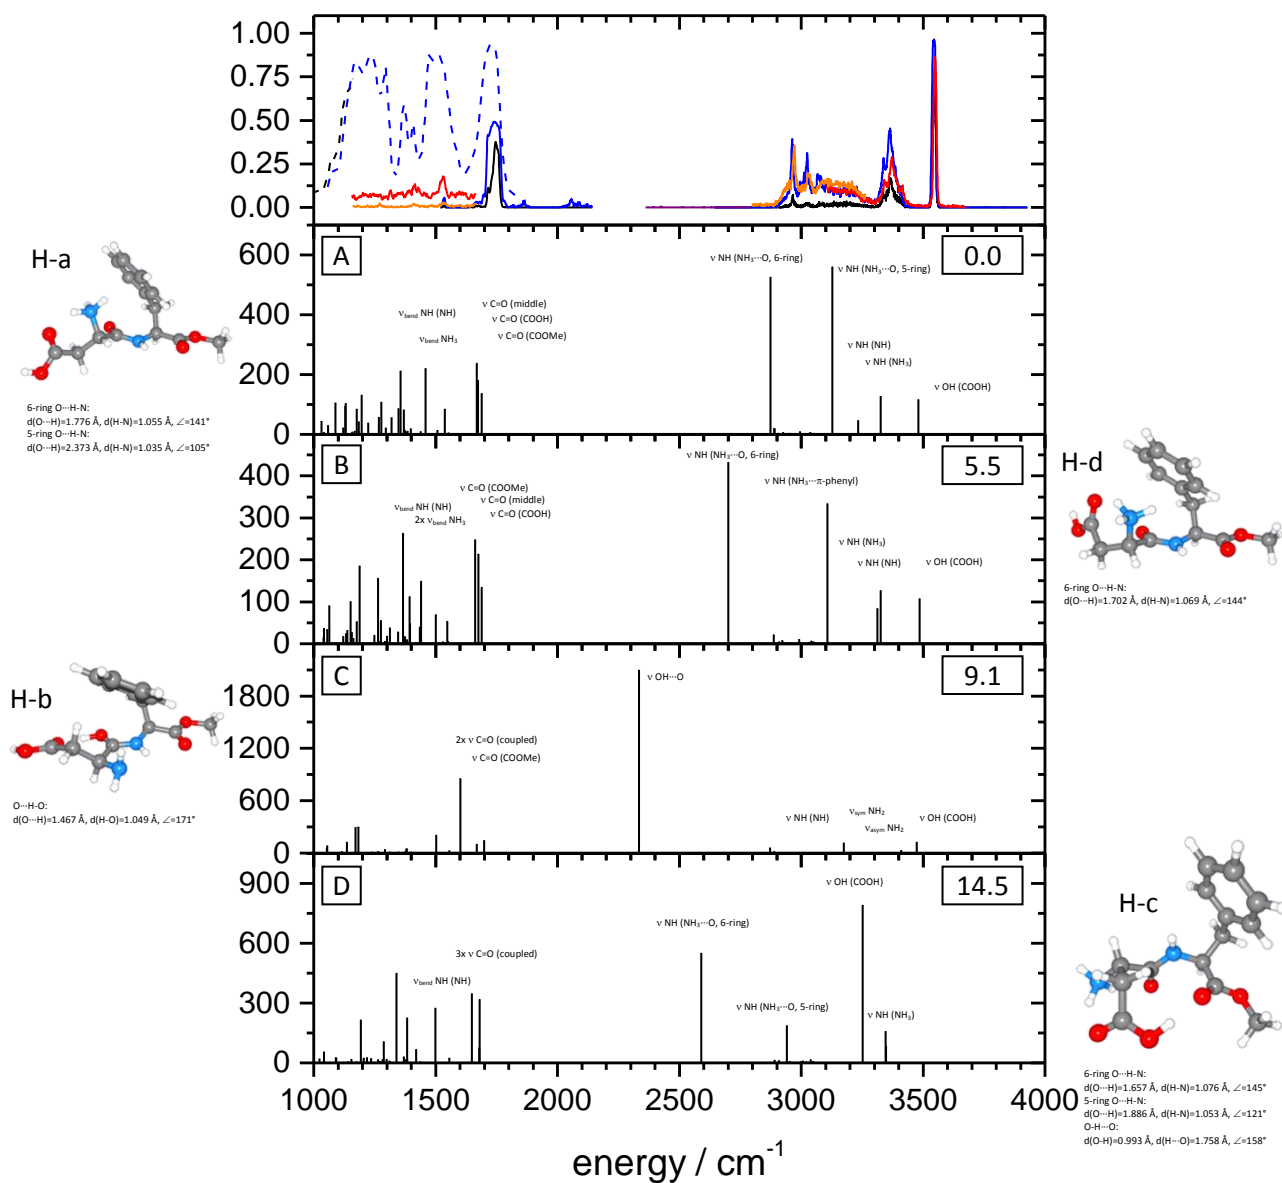 1.00
0.75
0.50
0.25
0.00
H-a
6-ring O···H-N:
d(O···H)=1.776 Å, d(H-N)=1.055 Å, ∠=141°
5-ring O···H-N:
d(O···H)=2.373 Å, d(H-N)=1.035 Å, ∠=105°
600
400
200
0
A
0.0
ν NH (NH₃···O, 6-ring)
ν NH (NH₃···O, 5-ring)
ν C=O (middle)
ν C=O (COOH)
ν C=O (COOMe)
ν_bend NH (NH)
ν_bend NH₃
ν NH (NH)
ν NH (NH₃)
ν OH (COOH)
400
300
200
100
0
B
5.5
ν NH (NH₃···O, 6-ring)
ν NH (NH₃···π-phenyl)
ν C=O (COOMe)
ν C=O (middle)
ν C=O (COOH)
ν_bend NH (NH)
2x ν_bend NH₃
ν NH (NH₃)
ν NH (NH)
ν OH (COOH)
H-d
6-ring O···H-N:
d(O···H)=1.702 Å, d(H-N)=1.069 Å, ∠=144°
H-b
O···H-O:
d(O···H)=1.467 Å, d(H-O)=1.049 Å, ∠=171°
1800
1200
600
0
C
9.1
ν OH···O
2x ν C=O (coupled)
ν C=O (COOMe)
ν NH (NH)
ν_sym NH₂
ν_asym NH₂
ν OH (COOH)
900
600
300
0
D
14.5
ν OH (COOH)
ν NH (NH₃···O, 6-ring)
3x ν C=O (coupled)
ν_bend NH (NH)
ν NH (NH₃···O, 5-ring)
ν NH (NH₃)
H-c
6-ring O···H-N:
d(O···H)=1.657 Å, d(H-N)=1.076 Å, ∠=145°
5-ring O···H-N:
d(O···H)=1.886 Å, d(H-N)=1.053 Å, ∠=121°
O-H···O:
d(O-H)=0.993 Å, d(H···O)=1.758 Å, ∠=158°
1000 1500 2000 2500 3000 3500 4000
energy / cm⁻¹